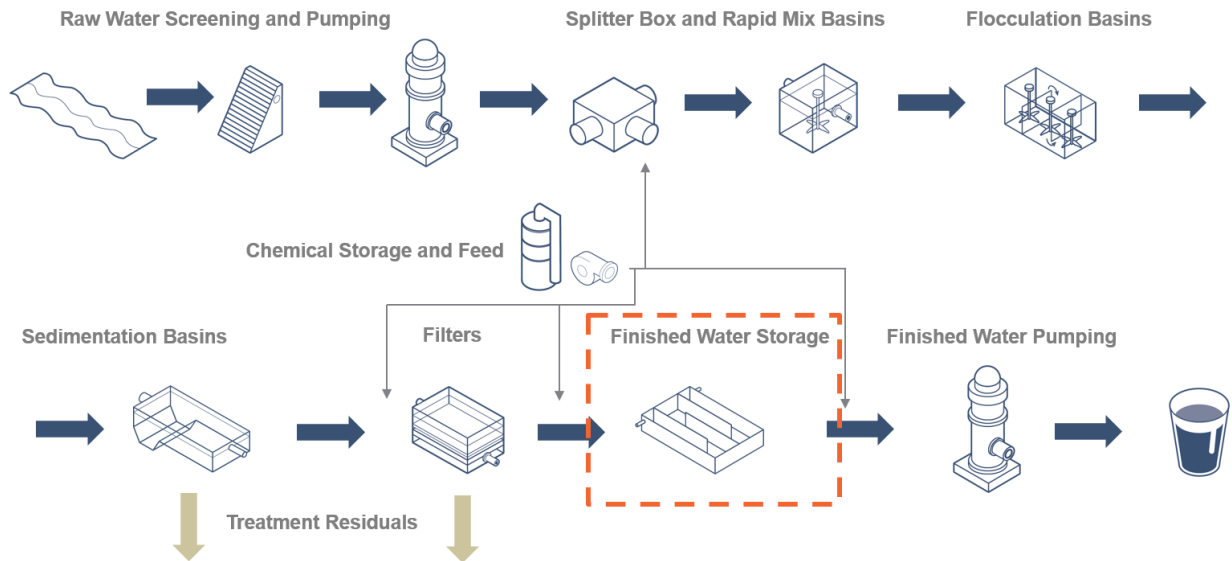 Raw Water Screening and Pumping
Splitter Box and Rapid Mix Basins
Flocculation Basins
Chemical Storage and Feed
Sedimentation Basins
Filters
Finished Water Storage
Finished Water Pumping
Treatment Residuals